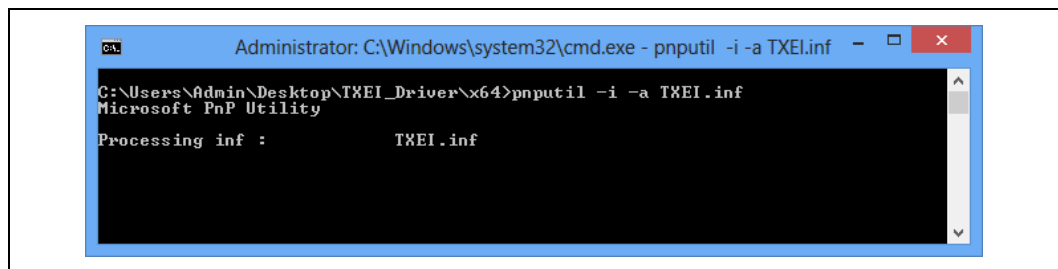 Administrator: C:\Windows\system32\cmd.exe - pnputil -i -a TXEI.inf
C:\Users\Admin\Desktop\TXEI_Driver\x64>pnputil -i -a TXEI.inf
Microsoft PnP Utility
Processing inf : TXEI.inf